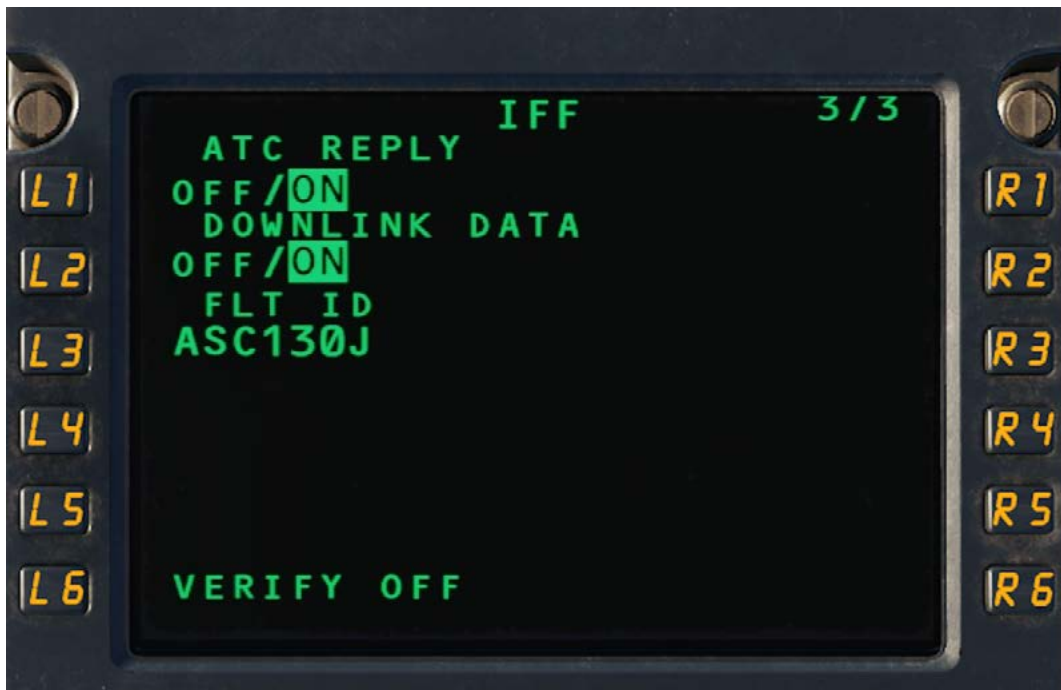 IFF 3/3
ATC REPLY
L1 OFF/ON R1
DOWNLINK DATA
L2 OFF/ON R2
FLT ID
L3 ASC130J R3
L4 R4
L5 R5
L6 VERIFY OFF R6